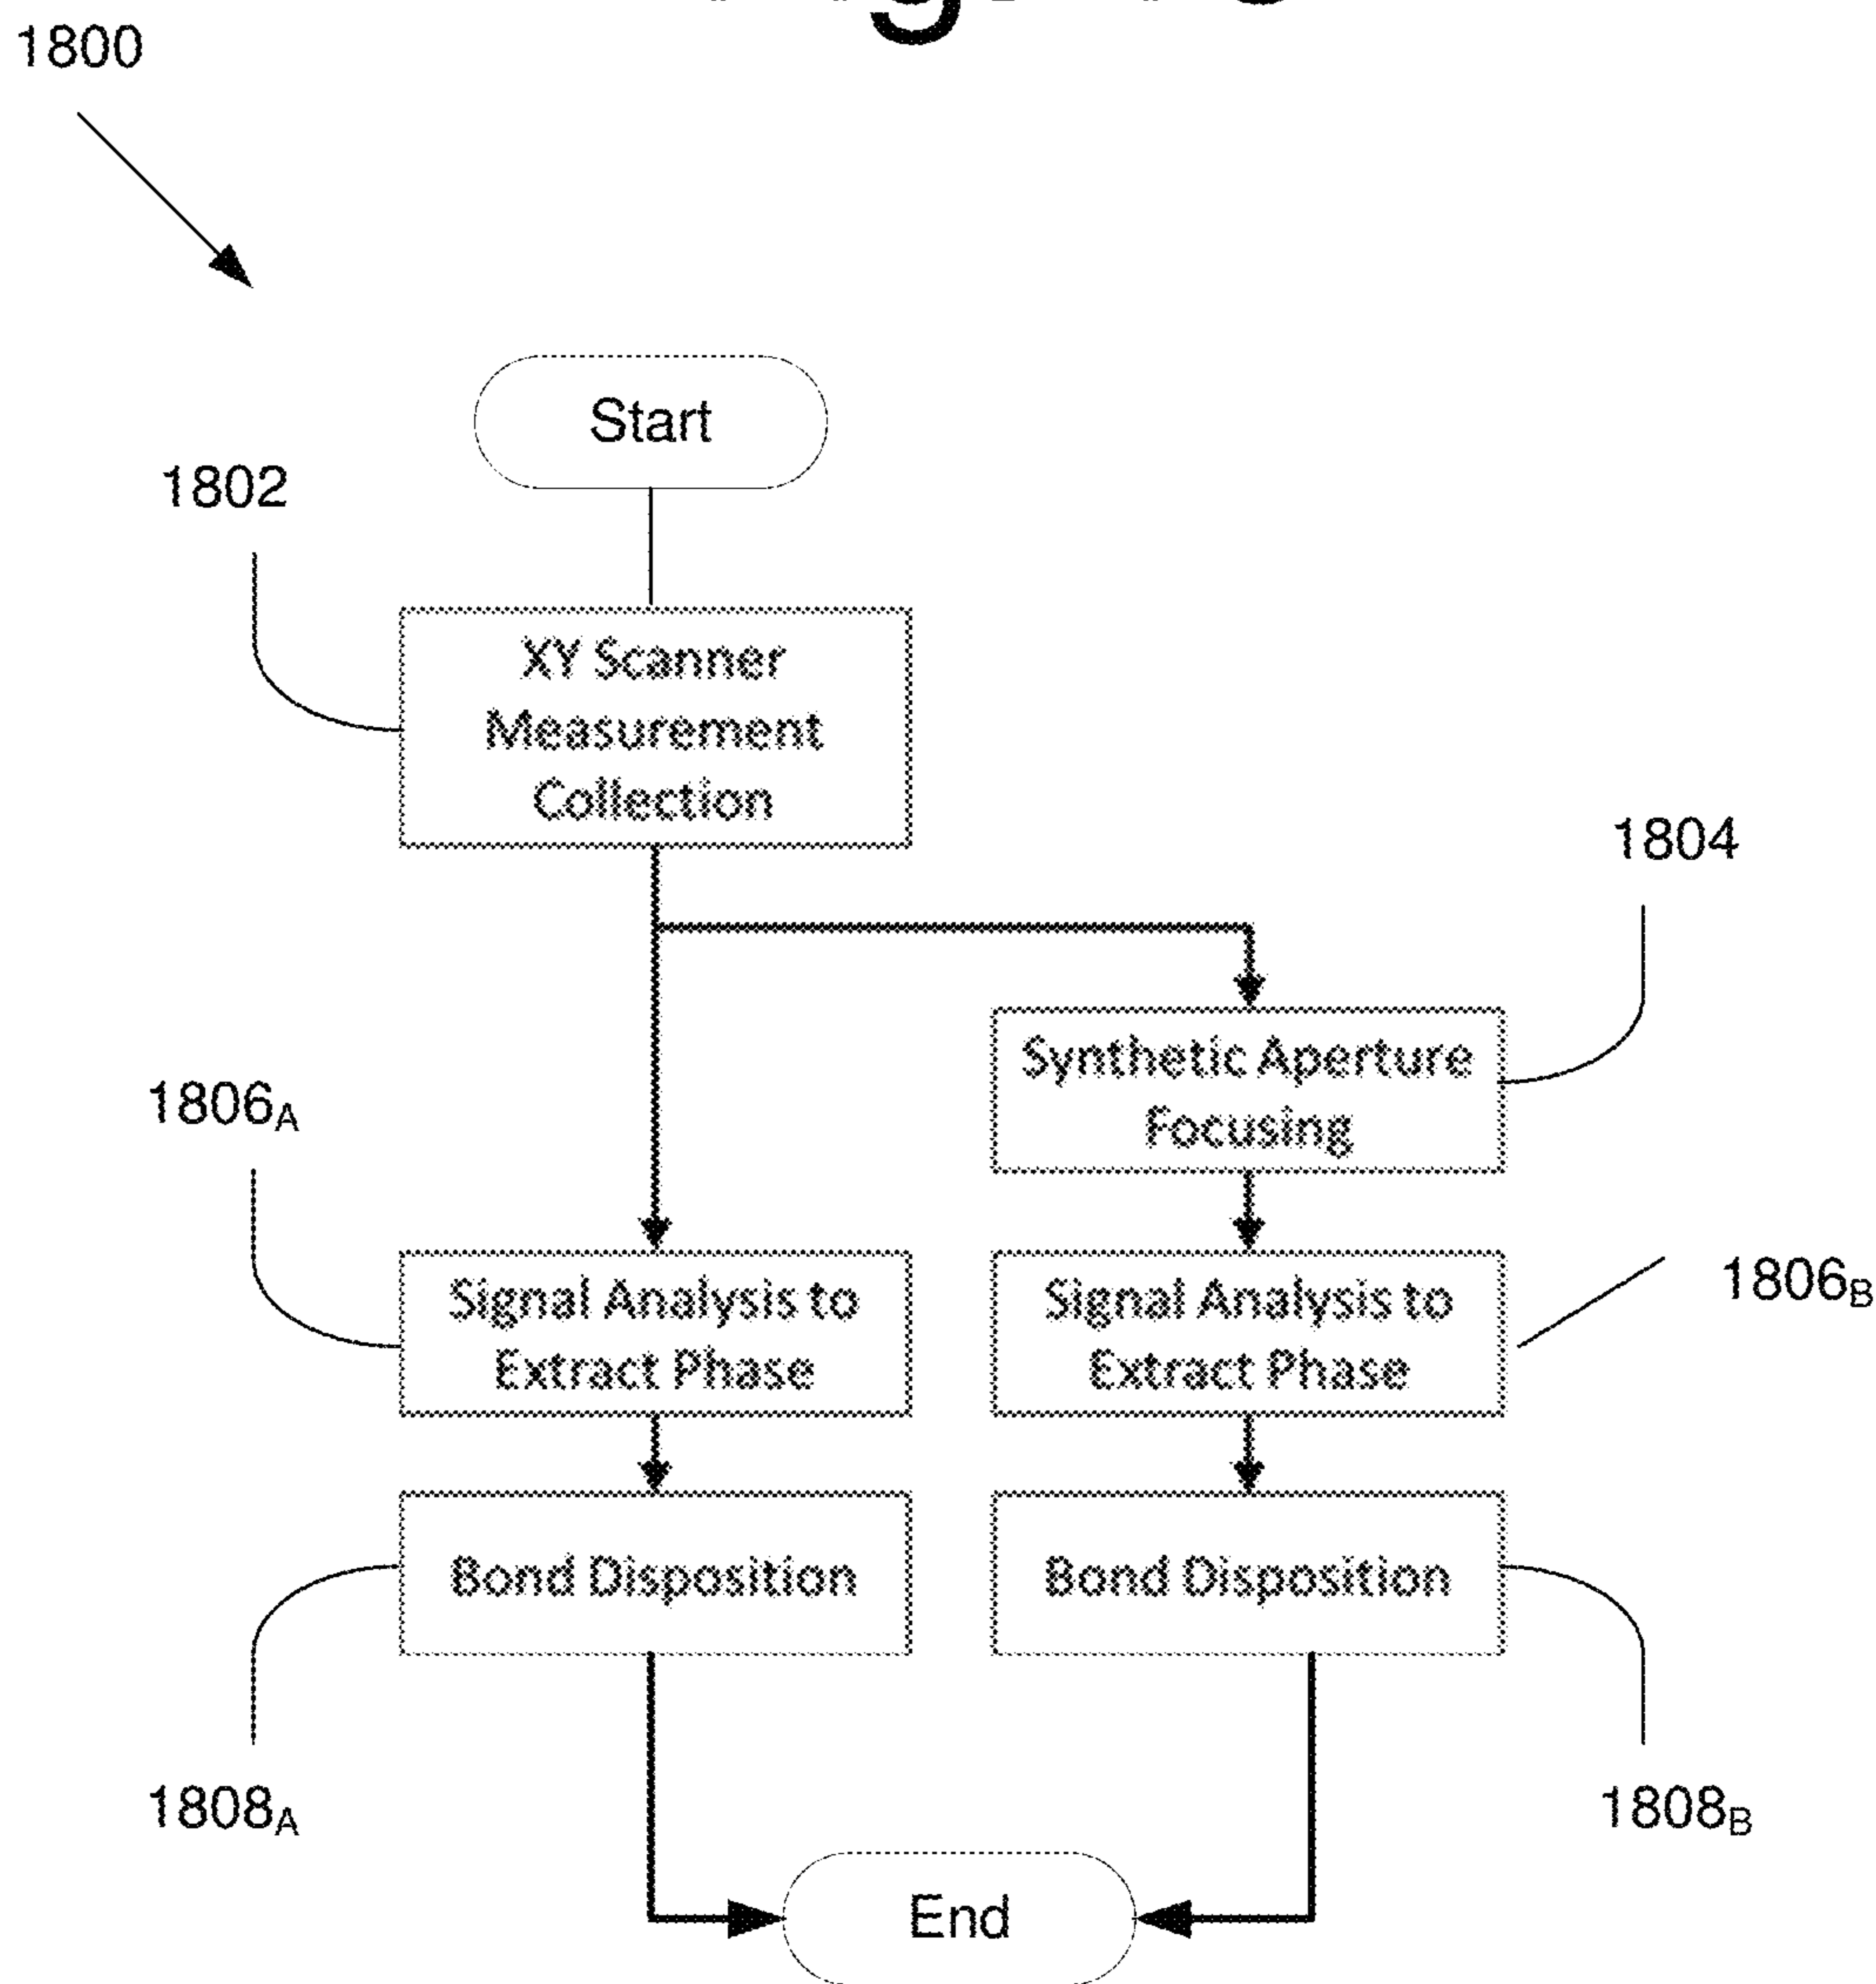 1800
Start
1802
XY Scanner
Measurement
Collection
1804
Synthetic Aperture
Focusing
1806A
Signal Analysis to
Extract Phase
Signal Analysis to
Extract Phase
1806B
Bond Disposition
Bond Disposition
1808A
1808B
End